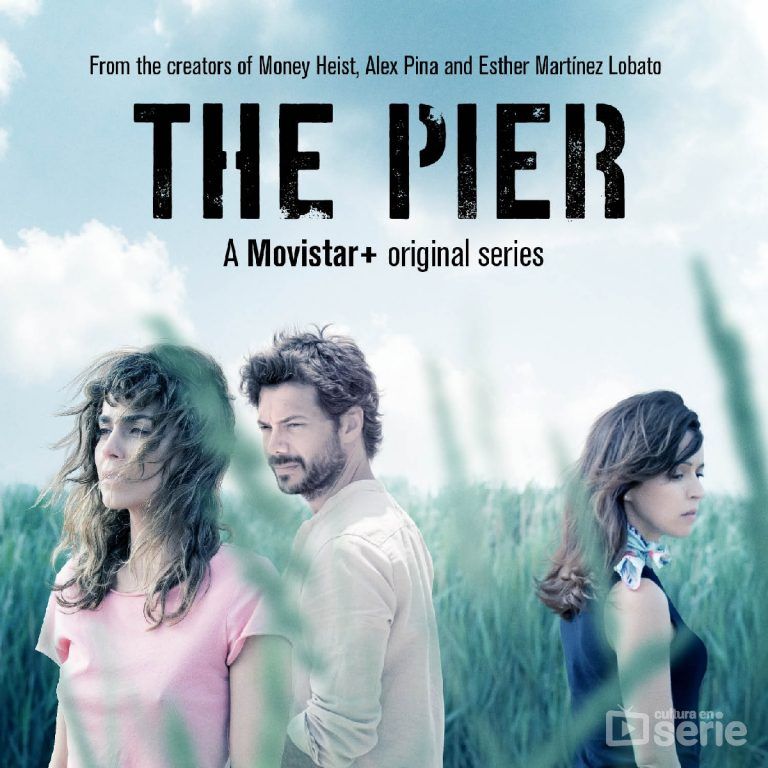 From the creators of Money Heist, Alex Pina and Esther Martínez Lobato
THE PIER
A Movistar+ original series
cultura en
serie